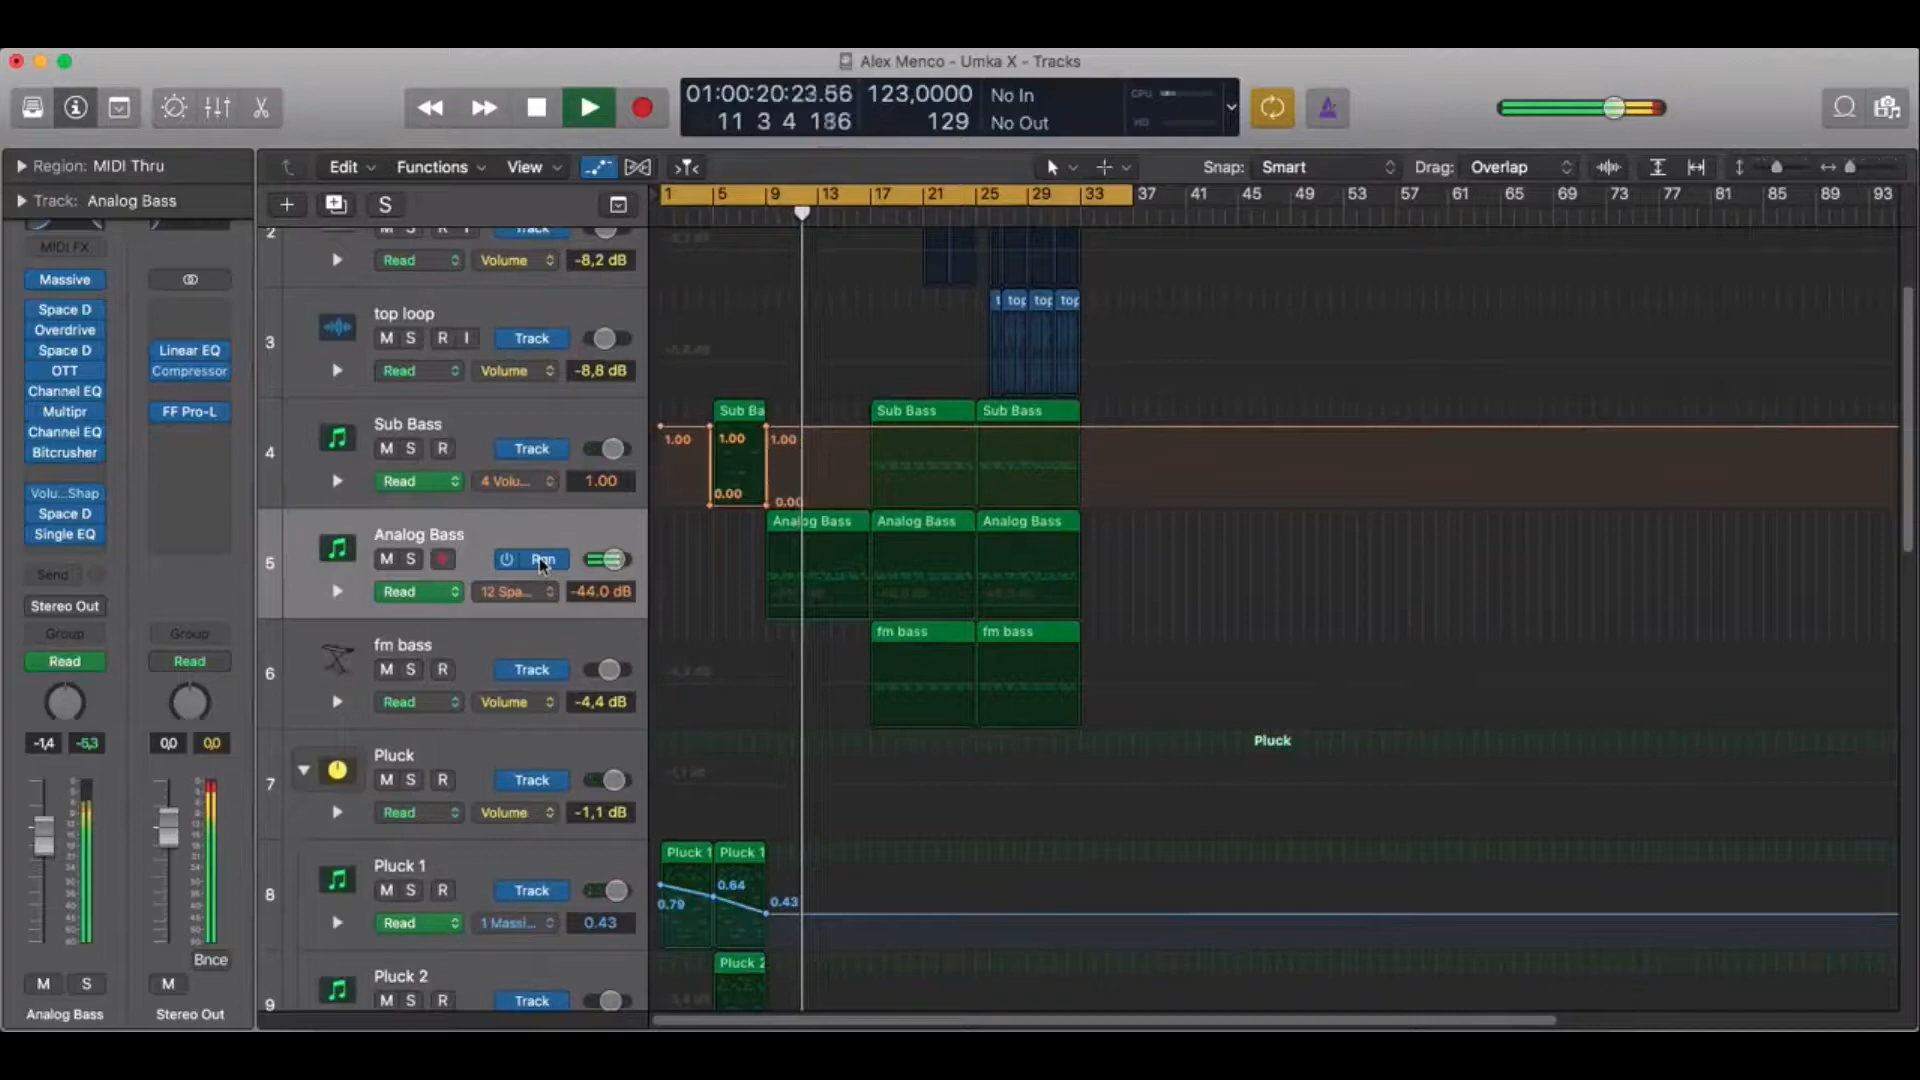 Alex Menco - Umka X - Tracks
01:00:20:23.56
11 3 4 186
123,0000
129
No In
No Out
CPU
HD
Region: MIDI Thru
Track: Analog Bass
Edit
Functions
View
Snap: Smart
Drag: Overlap
S
1 5 9 13 17 21 25 29 33 37 41 45 49 53 57 61 65 69 73 77 81 85 89 93
MIDI FX
Massive
Space D
Overdrive
Space D
OTT
Channel EQ
Multipr
Channel EQ
Bitcrusher
Volu...Shap
Space D
Single EQ
Send
Stereo Out
Group
Read
-1,4 -5,3
M S
Analog Bass
Linear EQ
Compressor
FF Pro-L
Group
Read
0,0 0,0
Bnce
M
Stereo Out
2
M S R I Track
Read Volume -8,2 dB
3
top loop
M S R I Track
Read Volume -8,8 dB
4
Sub Bass
M S R Track
Read 4 Volu... 1.00
5
Analog Bass
M S
Read 12 Spa... -44.0 dB
6
fm bass
M S R Track
Read Volume -4,4 dB
7
Pluck
M S R Track
Read Volume -1,1 dB
8
Pluck 1
M S R Track
Read 1 Massi... 0.43
9
Pluck 2
M S R Track
t top top top
Sub Ba Sub Bass Sub Bass
1.00 1.00 1.00
0.00 0.00
Analog Bass Analog Bass Analog Bass
fm bass fm bass
Pluck
Pluck 1 Pluck 1
0.79 0.64 0.43
Pluck 2